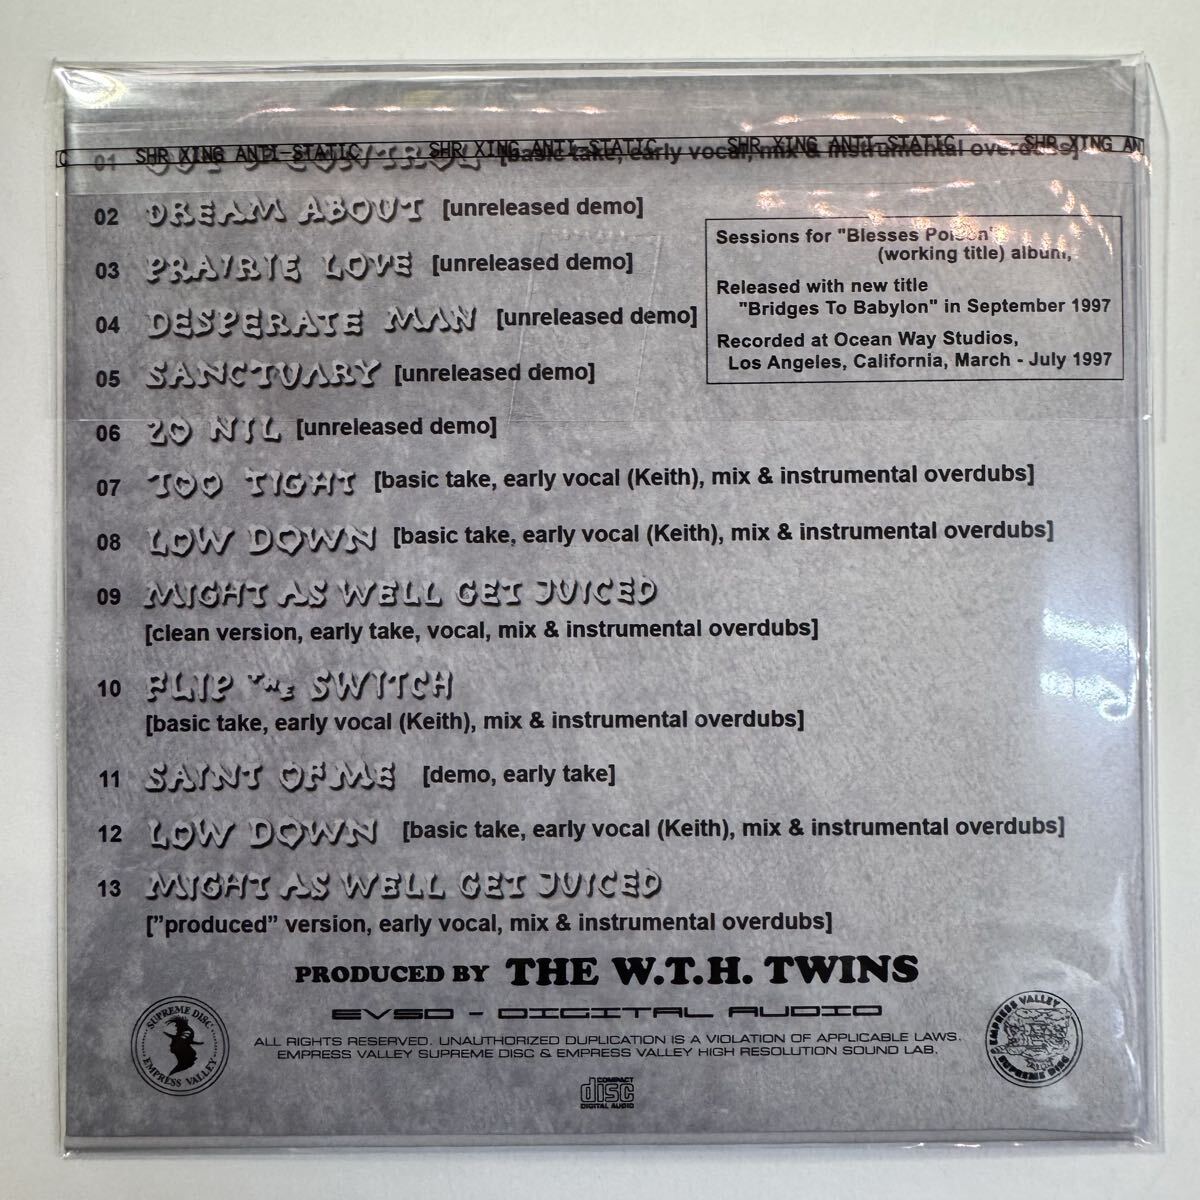 SHR XING ANTI-STATIC SHR XING ANTI-STATIC SHR XING ANTI-STATIC SHR XING AN
01 OUT O CONTROL [basic take, early vocal, mix & instrumental overdubs]
02 DREAM ABOUT [unreleased demo]
03 PRAIRIE LOVE [unreleased demo]
04 DESPERATE MAN [unreleased demo]
05 SANCTUARY [unreleased demo]
06 ZO NIL [unreleased demo]
Sessions for "Blesses Poison"
(working title) album,
Released with new title
"Bridges To Babylon" in September 1997
Recorded at Ocean Way Studios,
Los Angeles, California, March - July 1997
07 TOO TIGHT [basic take, early vocal (Keith), mix & instrumental overdubs]
08 LOW DOWN [basic take, early vocal (Keith), mix & instrumental overdubs]
09 MIGHT AS WELL GET JUICED
[clean version, early take, vocal, mix & instrumental overdubs]
10 FLIP THE SWITCH
[basic take, early vocal (Keith), mix & instrumental overdubs]
11 SAINT OF ME [demo, early take]
12 LOW DOWN [basic take, early vocal (Keith), mix & instrumental overdubs]
13 MIGHT AS WELL GET JUICED
["produced" version, early vocal, mix & instrumental overdubs]
PRODUCED BY THE W.T.H. TWINS
EVSD - DIGITAL AUDIO
ALL RIGHTS RESERVED. UNAUTHORIZED DUPLICATION IS A VIOLATION OF APPLICABLE LAWS.
EMPRESS VALLEY SUPREME DISC & EMPRESS VALLEY HIGH RESOLUTION SOUND LAB.
SUPREME DISC
EMPRESS VALLEY
EMPRESS VALLEY
SUPREME DISC
COMPACT
disc
DIGITAL AUDIO